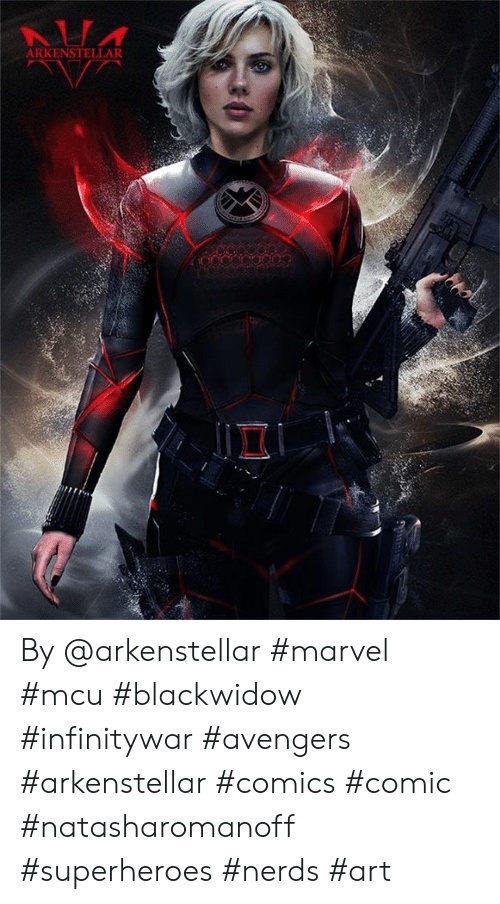 ARKENSTELLAR
By @arkenstellar #marvel
#mcu #blackwidow
#infinitywar #avengers
#arkenstellar #comics #comic
#natasharomanoff
#superheroes #nerds #art